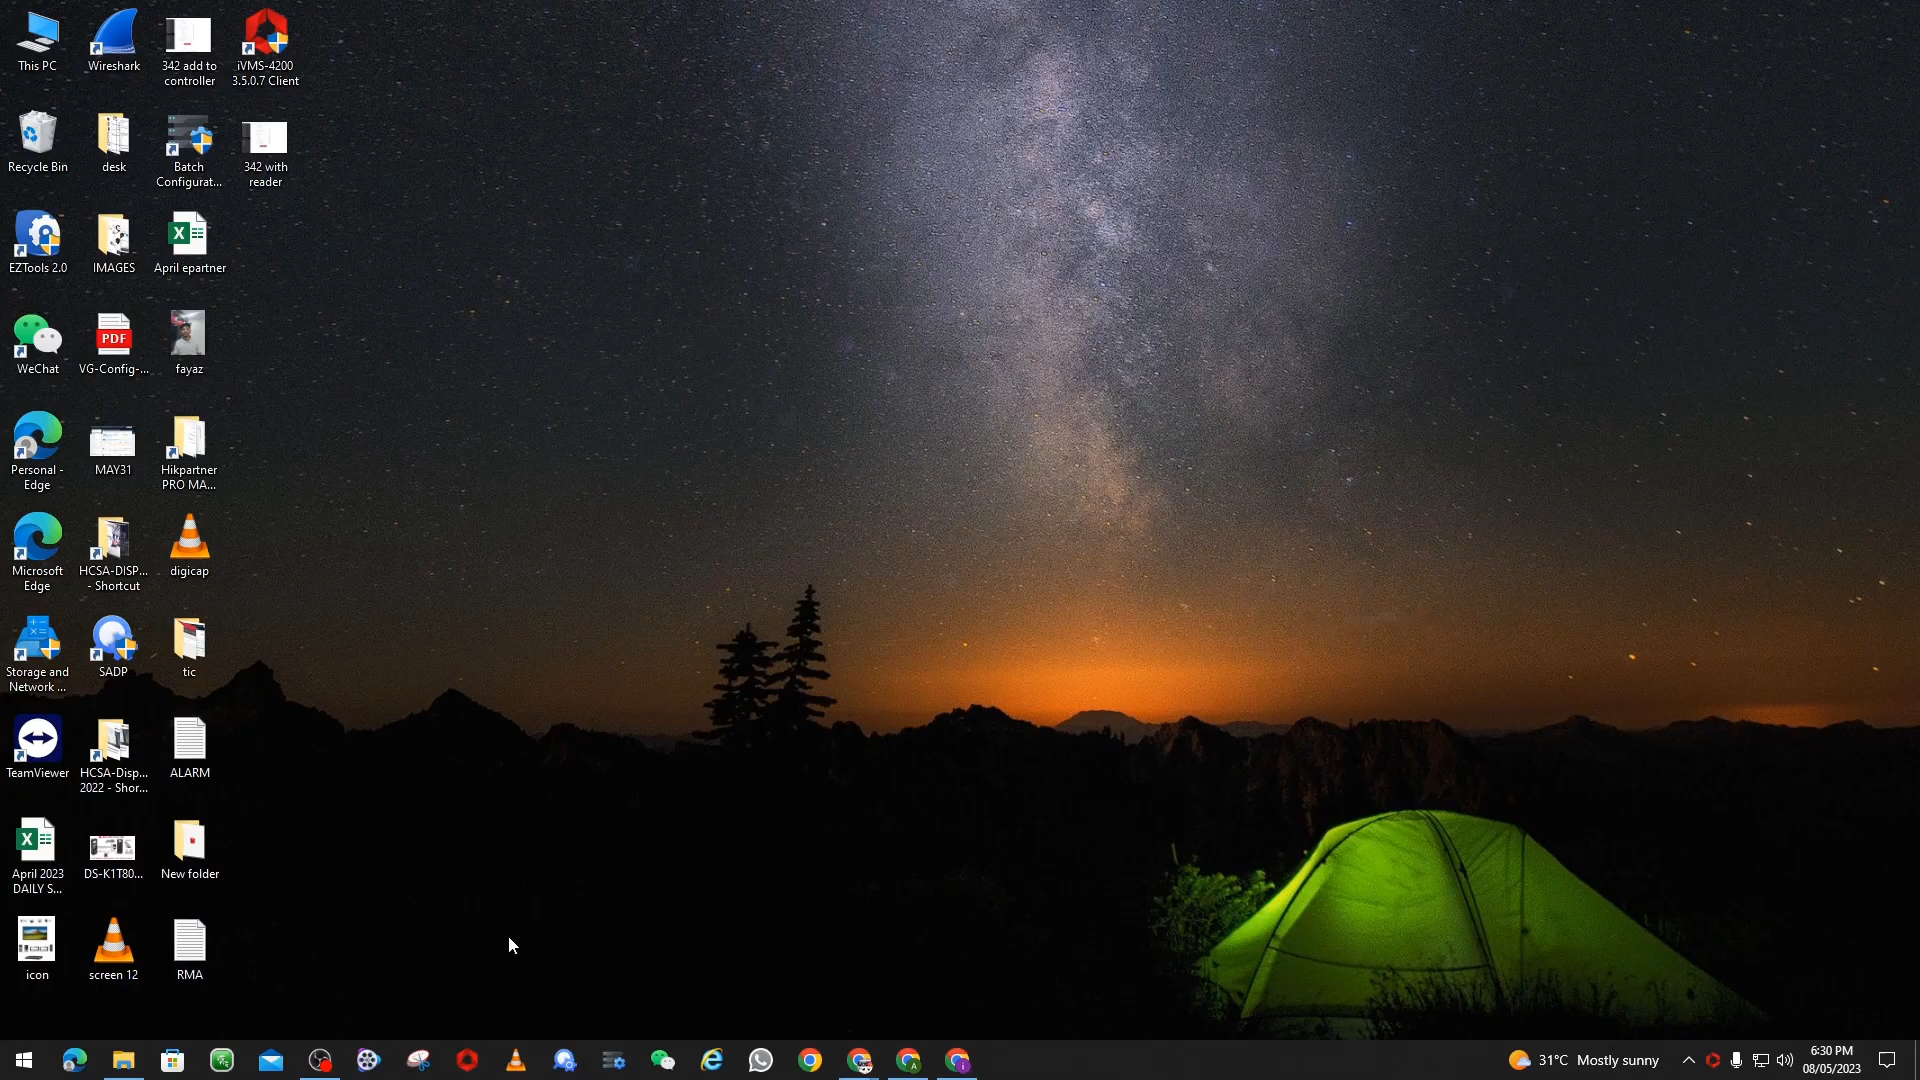 This PC
Wireshark
342 add to
controller
iVMS-4200
3.5.0.7 Client
Recycle Bin
desk
Batch
Configurat...
342 with
reader
EZTools 2.0
IMAGES
April epartner
WeChat
PDF
VG-Config-...
fayaz
Personal -
Edge
MAY31
Hikpartner
PRO MA...
Microsoft
Edge
HCSA-DISP...
- Shortcut
digicap
Storage and
Network ...
SADP
tic
TeamViewer
HCSA-Disp...
2022 - Shor...
ALARM
April 2023
DAILY S...
DS-K1T80...
New folder
icon
screen 12
RMA
31°C Mostly sunny
6:30 PM
08/05/2023